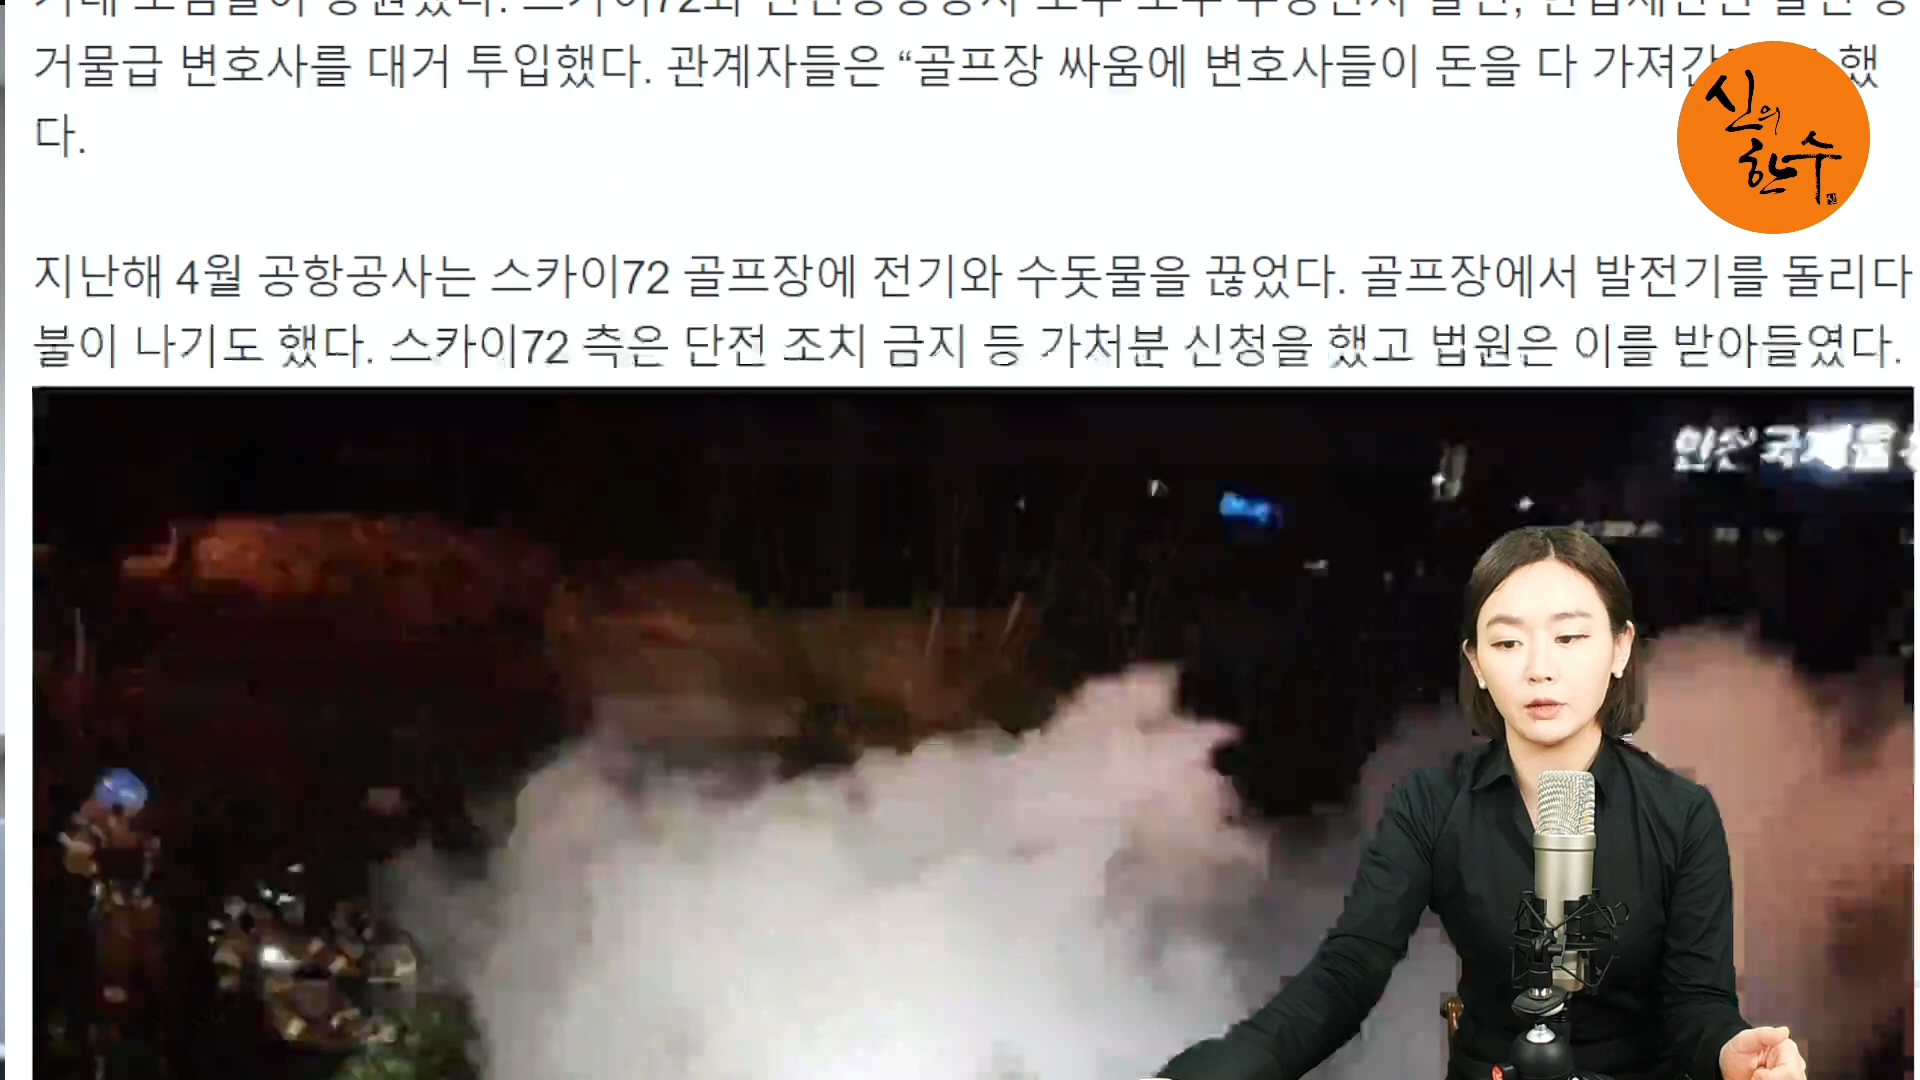 거물급 변호사를 대거 투입했다. 관계자들은 “골프장 싸움에 변호사들이 돈을 다 했
다.
신의
한수
지난해 4월 공항공사는 스카이72 골프장에 전기와 수돗물을 끊었다. 골프장에서 발전기를 돌리다
불이 나기도 했다. 스카이72 측은 단전 조치 금지 등 가처분 신청을 했고 법원은 이를 받아들였다.